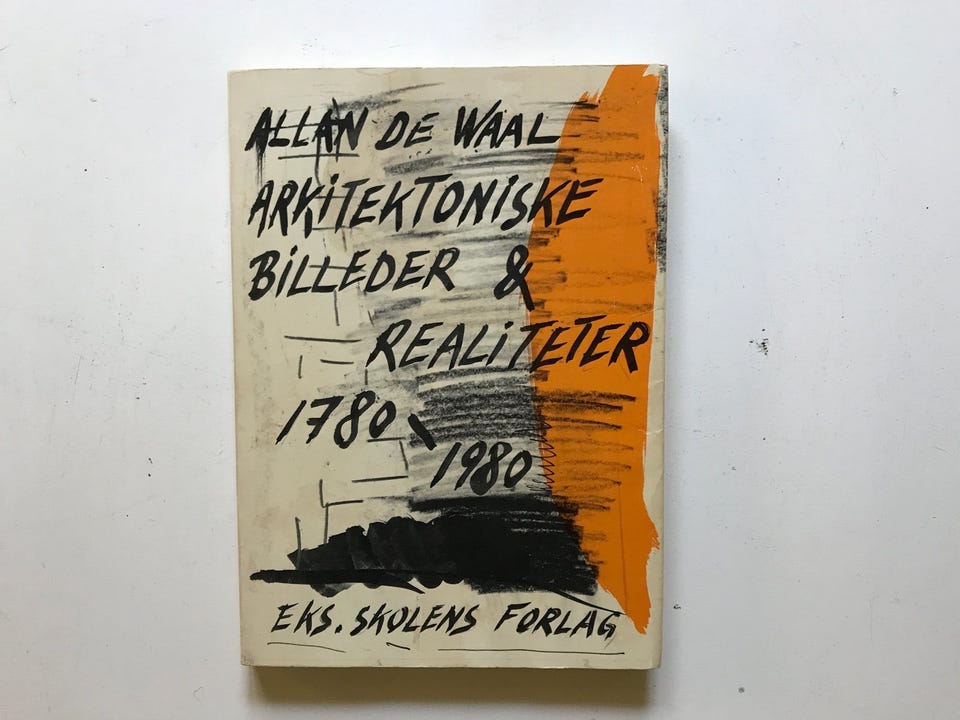 ALLAN DE WAAL
ARKiTEKTONiSKE
BiLLEDER &
REALiTETER
1780 \
1980
EKS. SKOLENS FORLAG